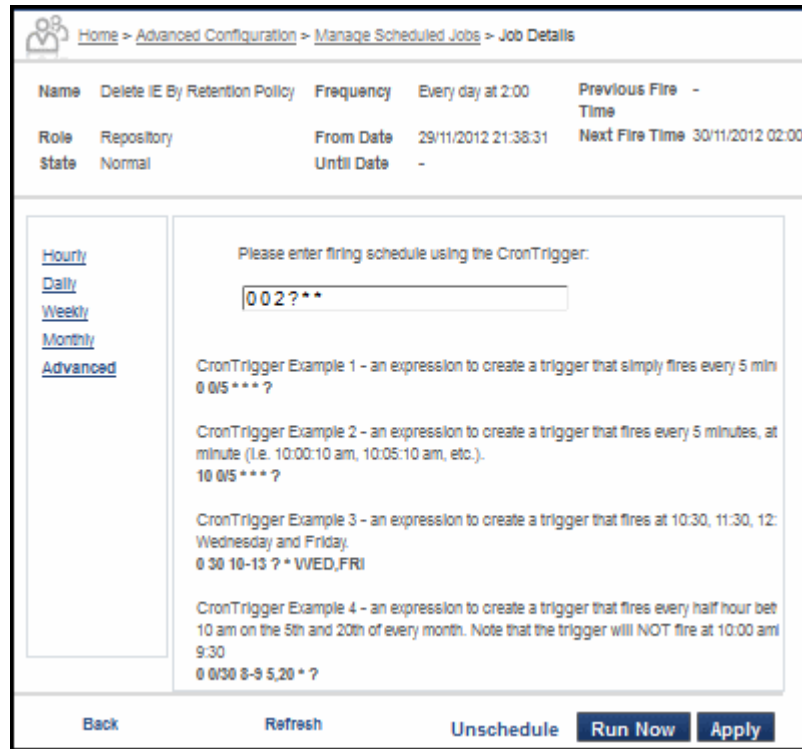 Home > Advanced Configuration > Manage Scheduled Jobs > Job Details
Name Delete IE By Retention Policy Frequency Every day at 2:00 Previous Fire Time -
Role Repository From Date 29/11/2012 21:38:31 Next Fire Time 30/11/2012 02:00
State Normal Until Date -
Hourly
Daily
Weekly
Monthly
Advanced
Please enter firing schedule using the CronTrigger:
0 0 2 ? * *
CronTrigger Example 1 - an expression to create a trigger that simply fires every 5 min
0 0/5 * * * ?
CronTrigger Example 2 - an expression to create a trigger that fires every 5 minutes, at
minute (i.e. 10:00:10 am, 10:05:10 am, etc.).
10 0/5 * * * ?
CronTrigger Example 3 - an expression to create a trigger that fires at 10:30, 11:30, 12:
Wednesday and Friday.
0 30 10-13 ? * WED,FRI
CronTrigger Example 4 - an expression to create a trigger that fires every half hour bet
10 am on the 5th and 20th of every month. Note that the trigger will NOT fire at 10:00 am
9:30
0 0/30 8-9 5,20 * ?
Back Refresh Unschedule Run Now Apply